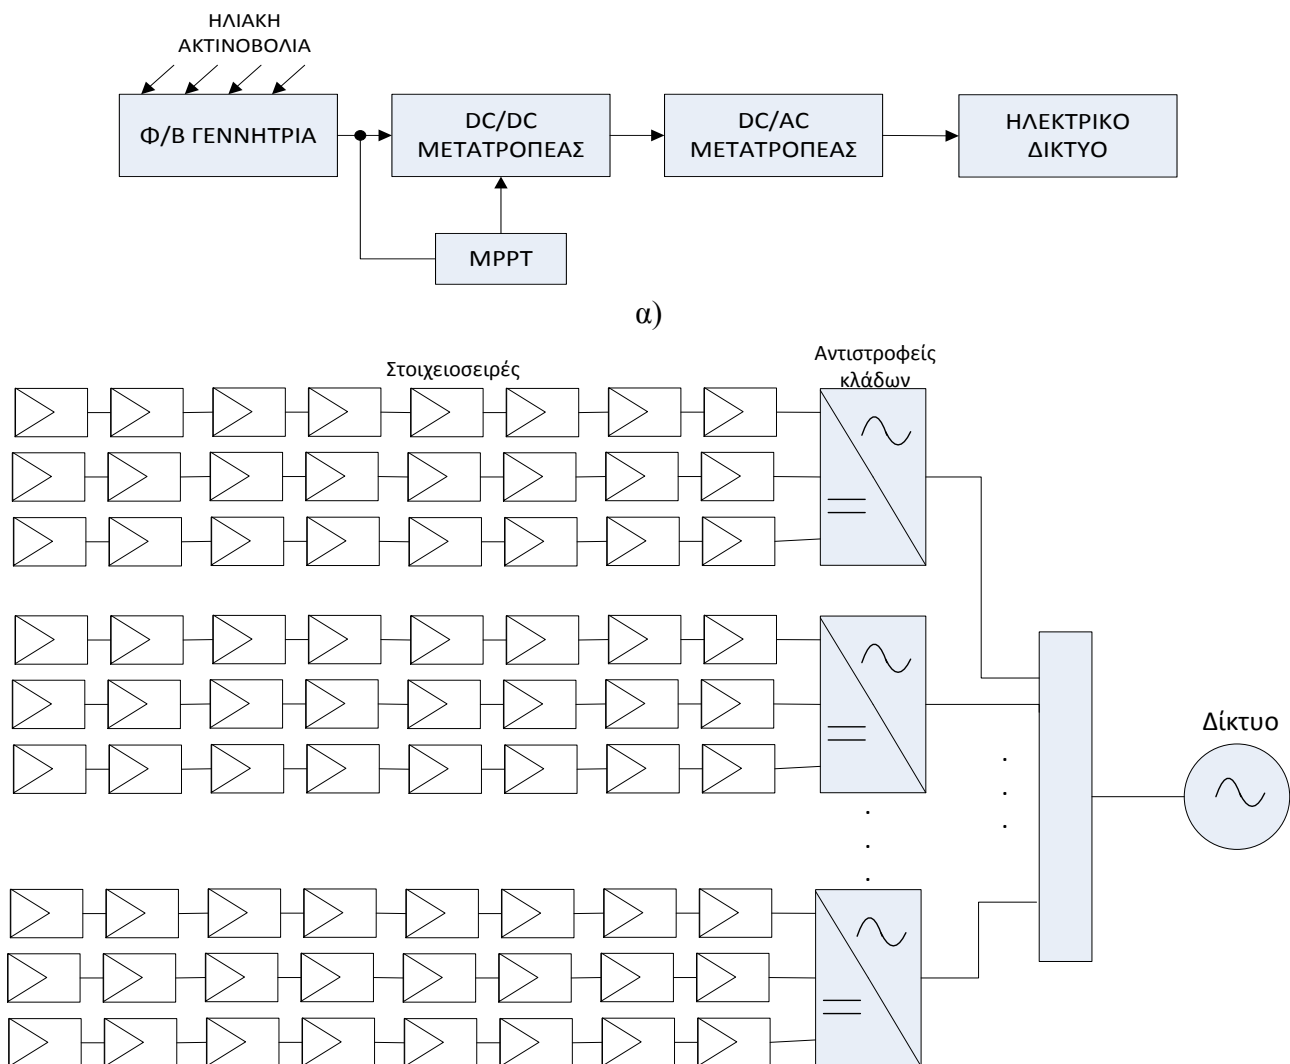 ΗΛΙΑΚΗ
ΑΚΤΙΝΟΒΟΛΙΑ
Φ/Β ΓΕΝΝΗΤΡΙΑ
DC/DC
ΜΕΤΑΤΡΟΠΕΑΣ
DC/AC
ΜΕΤΑΤΡΟΠΕΑΣ
ΗΛΕΚΤΡΙΚΟ
ΔΙΚΤΥΟ
MPPT
α)
Στοιχειοσειρές
Αντιστροφείς
κλάδων
Δίκτυο